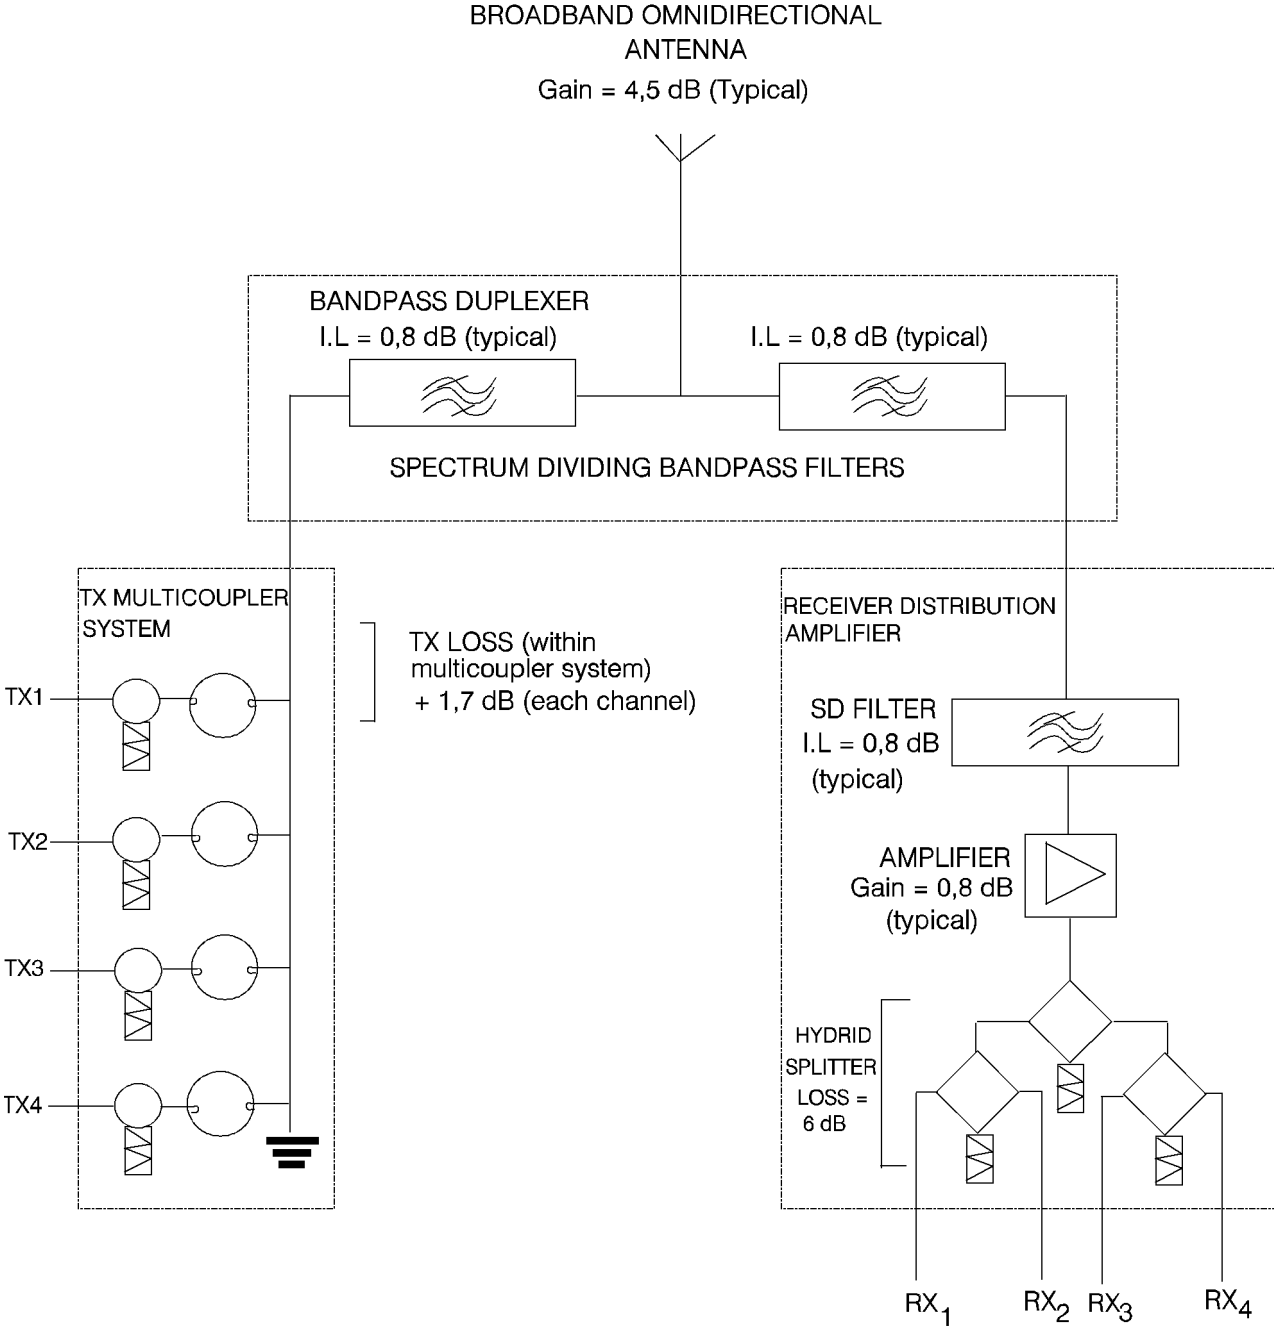 BROADBAND OMNIDIRECTIONAL
ANTENNA
Gain = 4,5 dB (Typical)
BANDPASS DUPLEXER
I.L = 0,8 dB (typical)
I.L = 0,8 dB (typical)
SPECTRUM DIVIDING BANDPASS FILTERS
TX MULTICOUPLER
SYSTEM
TX LOSS (within
multicoupler system)
+ 1,7 dB (each channel)
TX1
TX2
TX3
TX4
RECEIVER DISTRIBUTION
AMPLIFIER
SD FILTER
I.L = 0,8 dB
(typical)
AMPLIFIER
Gain = 0,8 dB
(typical)
HYDRID
SPLITTER
LOSS =
6 dB
RX1
RX2
RX3
RX4